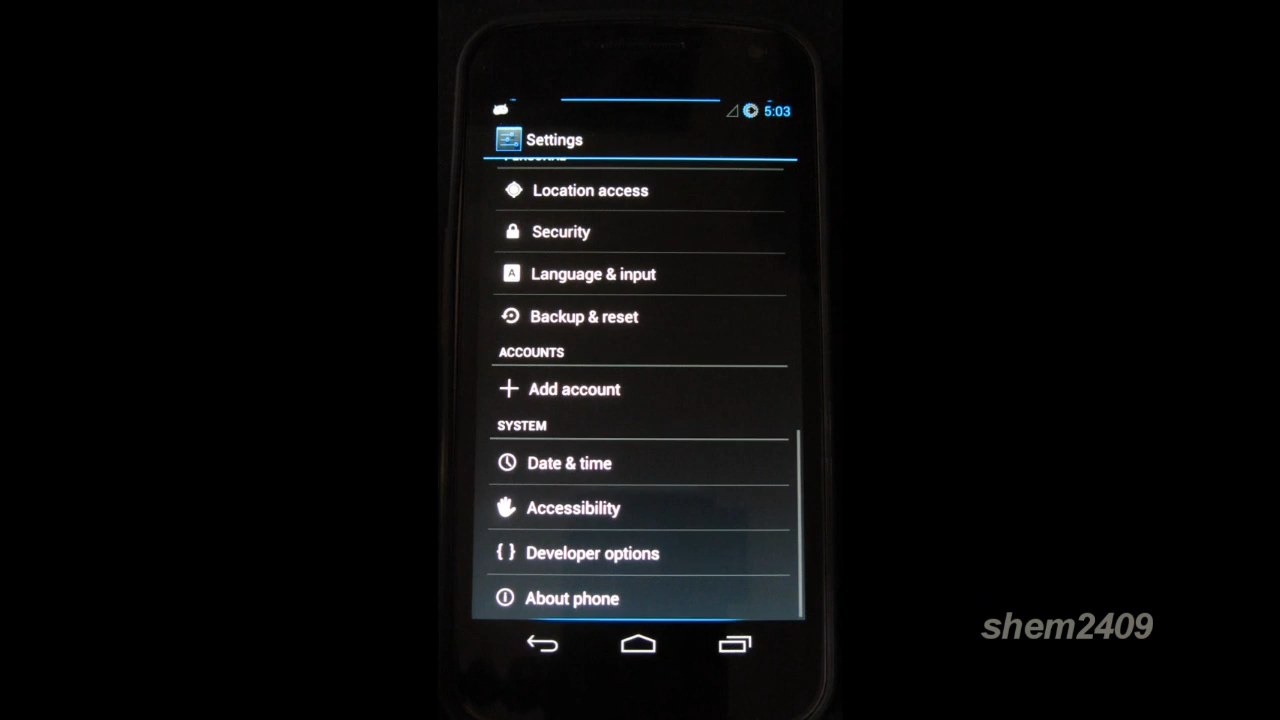 5:03
Settings
PERSONAL
Location access
Security
A Language & input
Backup & reset
ACCOUNTS
Add account
SYSTEM
Date & time
Accessibility
{ } Developer options
About phone
shem2409